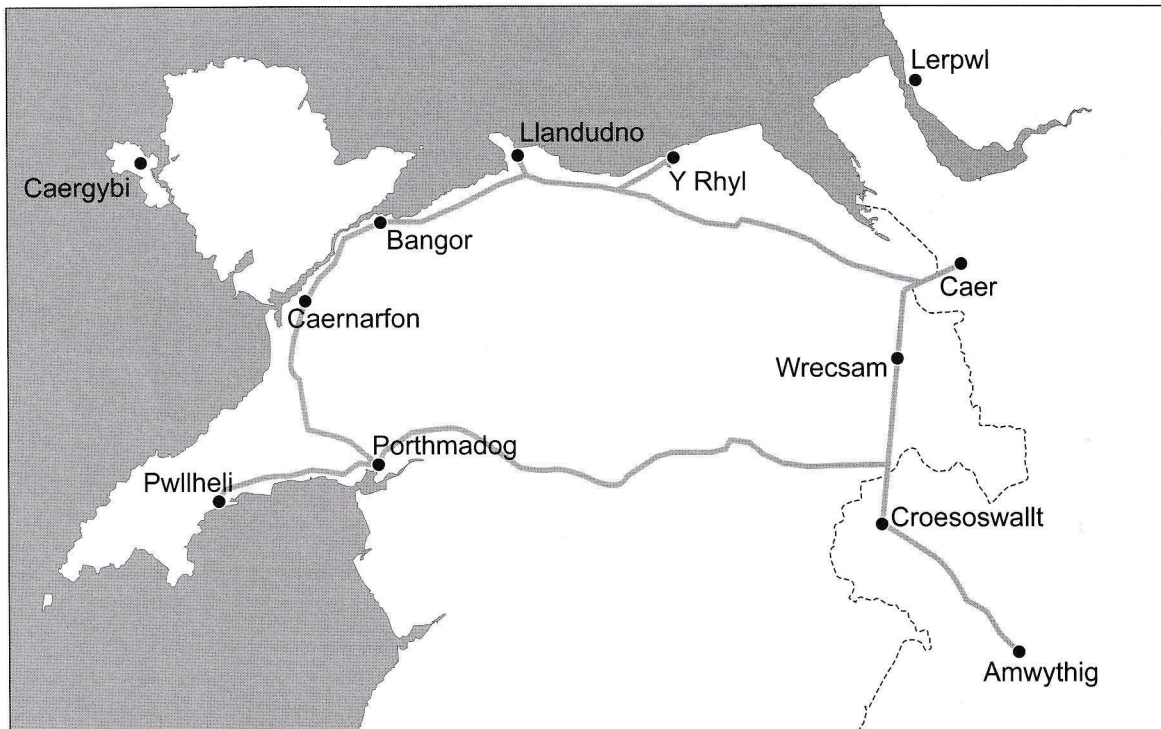 Lerpwl
Llandudno
Caergybi
Y Rhyl
Bangor
Caer
Caernarfon
Wrecsam
Porthmadog
Pwllheli
Croesoswallt
Amwythig